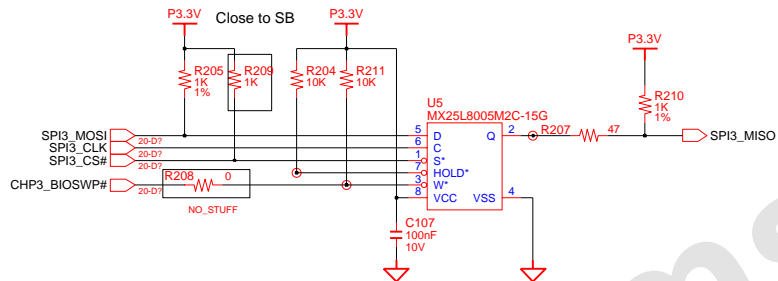 P3.3V
Close to SB
P3.3V
P3.3V
R205
1K
1%
R209
1K
R204
10K
R211
10K
R210
1K
1%
U5
MX25L8005M2C-15G
SPI3_MOSI
20-D?
5
D
Q
2
R207
47
SPI3_MISO
SPI3_CLK
20-D?
6
C
SPI3_CS#
20-D?
1
S*
7
HOLD*
CHP3_BIOSWP#
20-D?
R208
0
3
W*
8
VCC
VSS
4
NO_STUFF
C107
100nF
10V